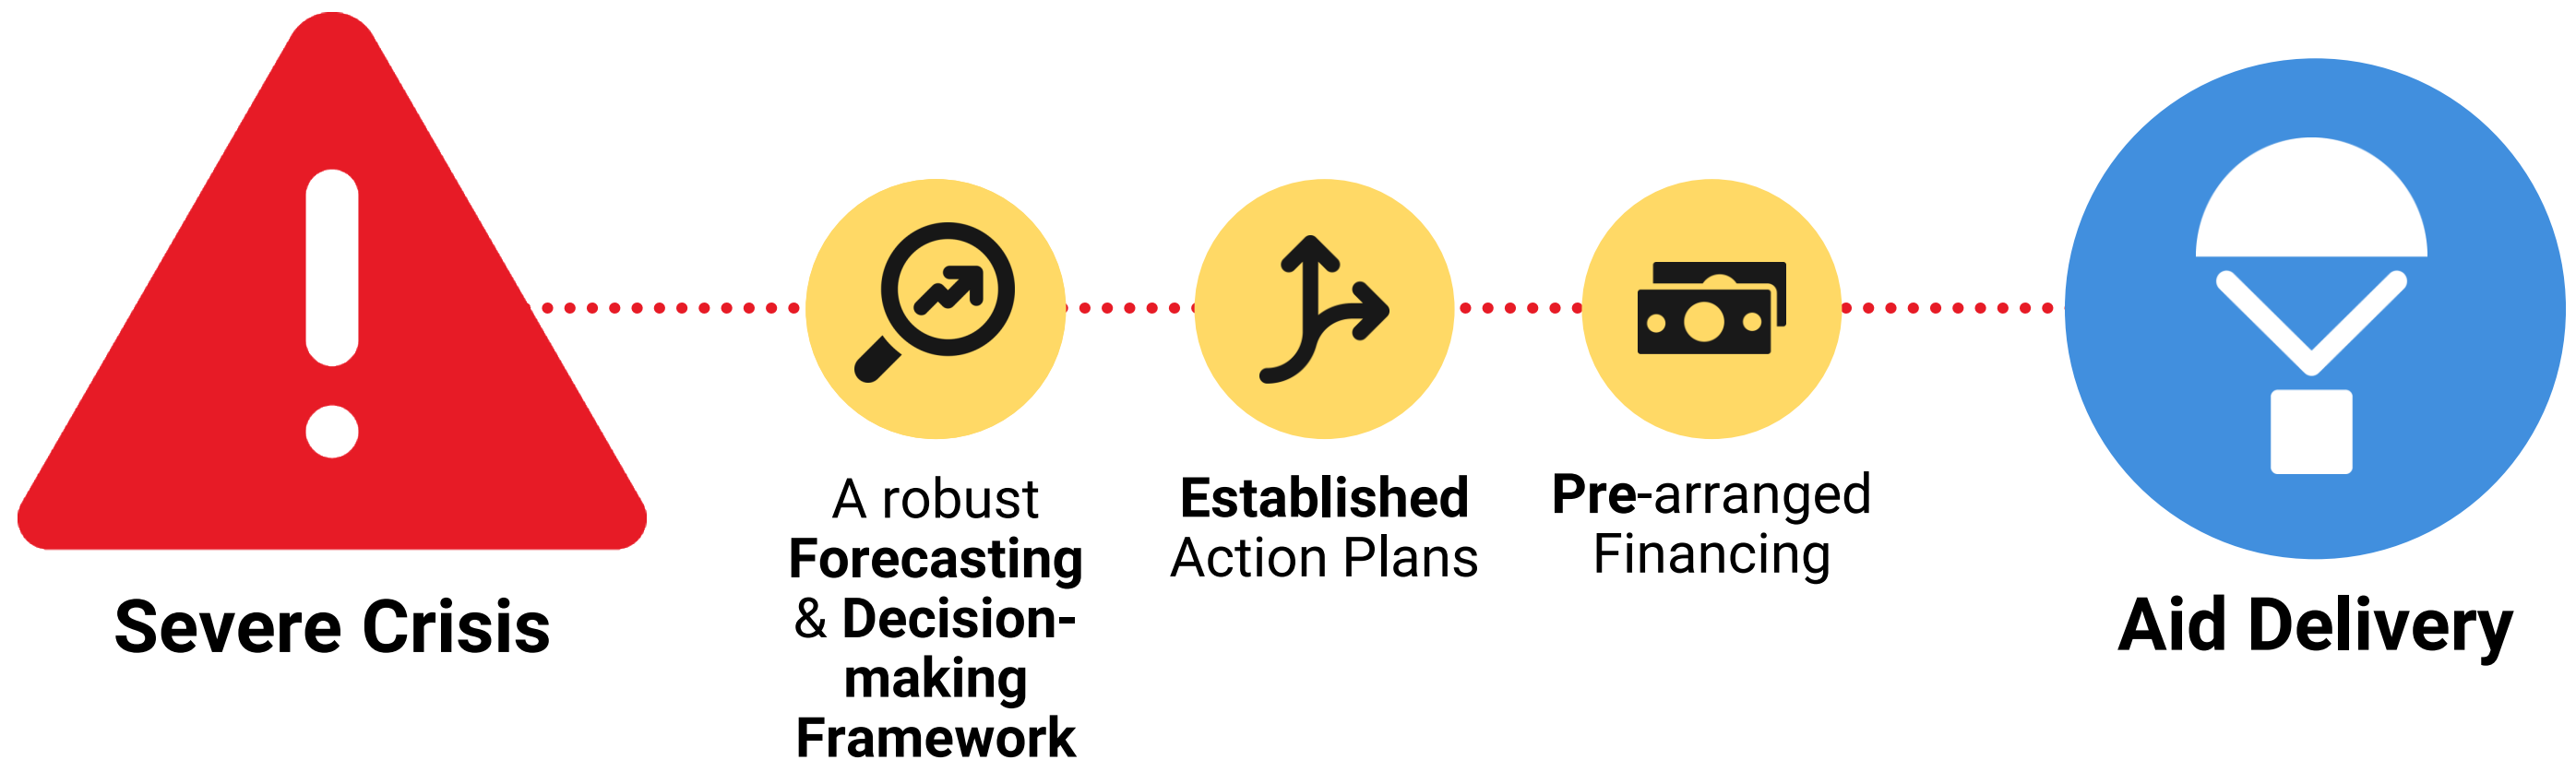 Severe Crisis
A robust
Forecasting
& Decision-
making
Framework
Established
Action Plans
Pre-arranged
Financing
Aid Delivery